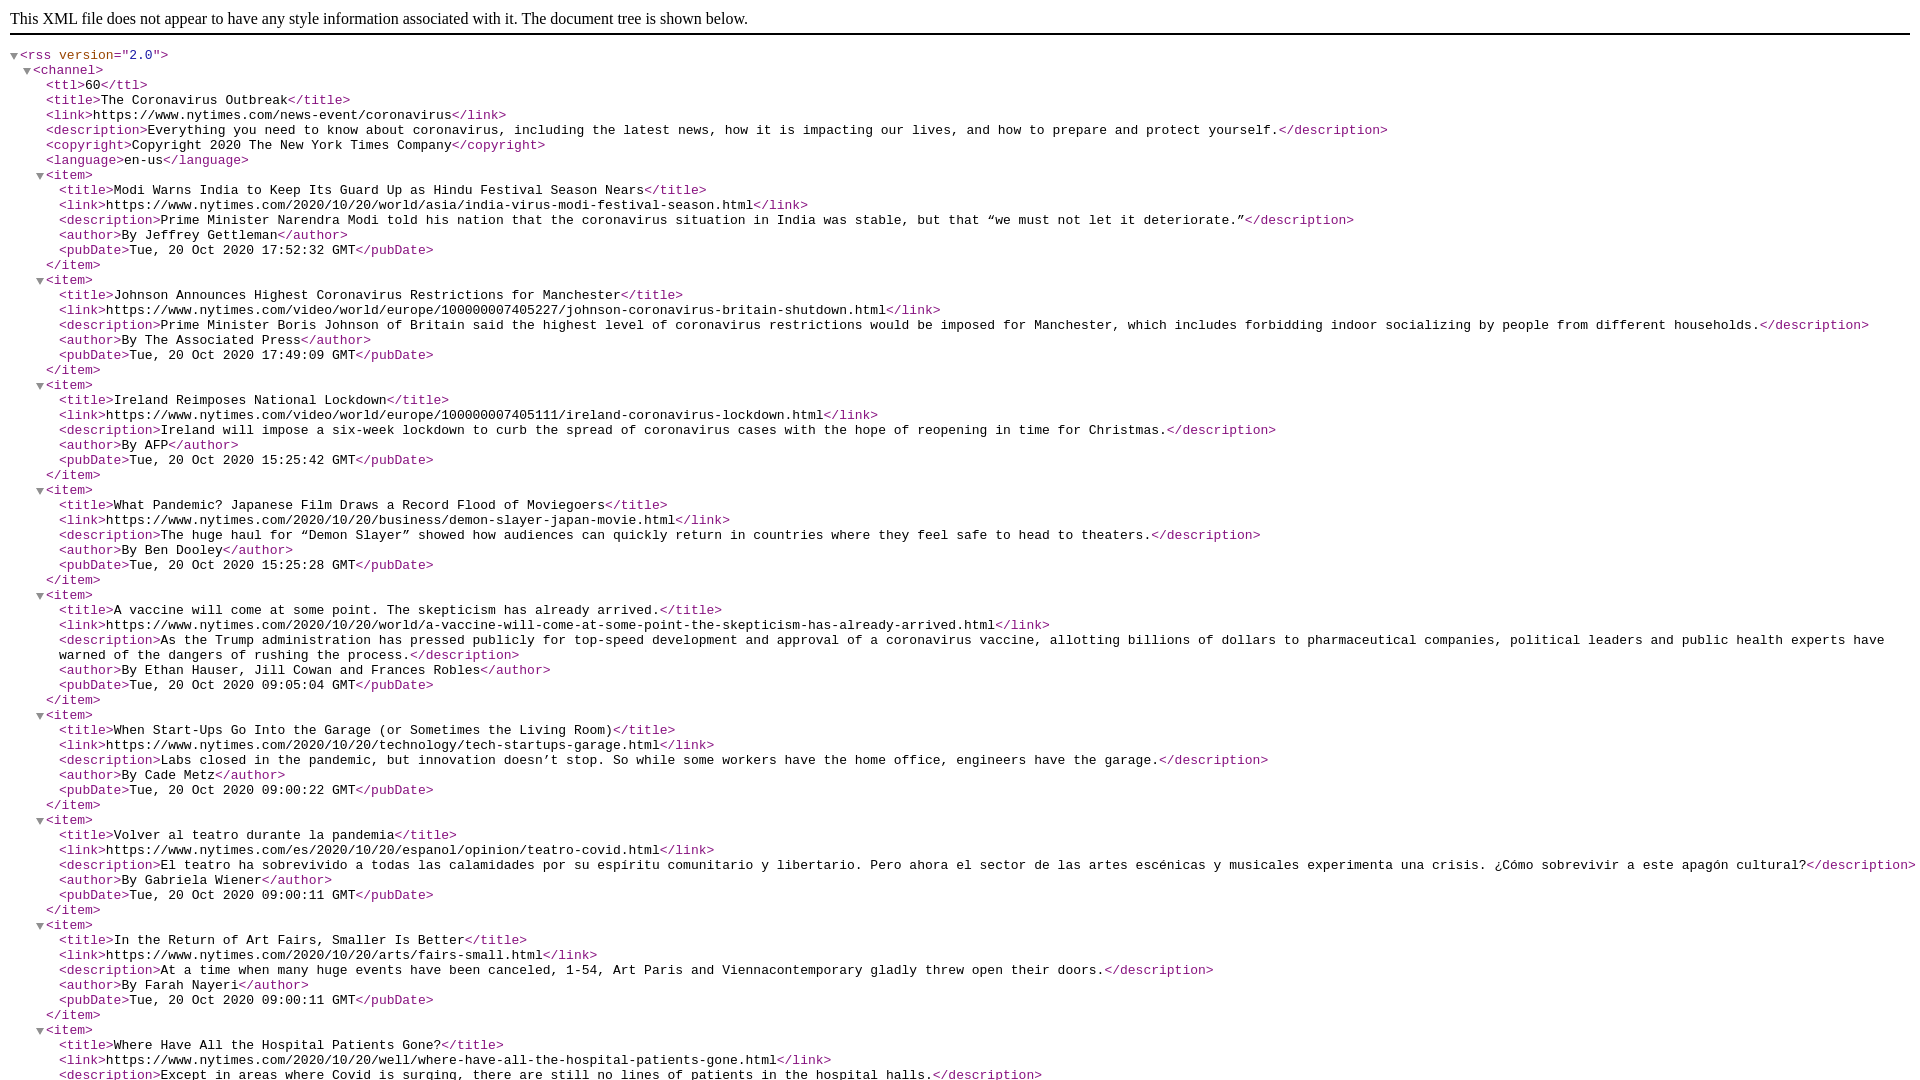 This XML file does not appear to have any style information associated with it. The document tree is shown below.
<rss version="2.0">
<channel>
<ttl>60</ttl>
<title>The Coronavirus Outbreak</title>
<link>https://www.nytimes.com/news-event/coronavirus</link>
<description>Everything you need to know about coronavirus, including the latest news, how it is impacting our lives, and how to prepare and protect yourself.</description>
<copyright>Copyright 2020 The New York Times Company</copyright>
<language>en-us</language>
<item>
<title>Modi Warns India to Keep Its Guard Up as Hindu Festival Season Nears</title>
<link>https://www.nytimes.com/2020/10/20/world/asia/india-virus-modi-festival-season.html</link>
<description>Prime Minister Narendra Modi told his nation that the coronavirus situation in India was stable, but that “we must not let it deteriorate.”</description>
<author>By Jeffrey Gettleman</author>
<pubDate>Tue, 20 Oct 2020 17:52:32 GMT</pubDate>
</item>
<item>
<title>Johnson Announces Highest Coronavirus Restrictions for Manchester</title>
<link>https://www.nytimes.com/video/world/europe/100000007405227/johnson-coronavirus-britain-shutdown.html</link>
<description>Prime Minister Boris Johnson of Britain said the highest level of coronavirus restrictions would be imposed for Manchester, which includes forbidding indoor socializing by people from different households.</description>
<author>By The Associated Press</author>
<pubDate>Tue, 20 Oct 2020 17:49:09 GMT</pubDate>
</item>
<item>
<title>Ireland Reimposes National Lockdown</title>
<link>https://www.nytimes.com/video/world/europe/100000007405111/ireland-coronavirus-lockdown.html</link>
<description>Ireland will impose a six-week lockdown to curb the spread of coronavirus cases with the hope of reopening in time for Christmas.</description>
<author>By AFP</author>
<pubDate>Tue, 20 Oct 2020 15:25:42 GMT</pubDate>
</item>
<item>
<title>What Pandemic? Japanese Film Draws a Record Flood of Moviegoers</title>
<link>https://www.nytimes.com/2020/10/20/business/demon-slayer-japan-movie.html</link>
<description>The huge haul for “Demon Slayer” showed how audiences can quickly return in countries where they feel safe to head to theaters.</description>
<author>By Ben Dooley</author>
<pubDate>Tue, 20 Oct 2020 15:25:28 GMT</pubDate>
</item>
<item>
<title>A vaccine will come at some point. The skepticism has already arrived.</title>
<link>https://www.nytimes.com/2020/10/20/world/a-vaccine-will-come-at-some-point-the-skepticism-has-already-arrived.html</link>
<description>As the Trump administration has pressed publicly for top-speed development and approval of a coronavirus vaccine, allotting billions of dollars to pharmaceutical companies, political leaders and public health experts have
warned of the dangers of rushing the process.</description>
<author>By Ethan Hauser, Jill Cowan and Frances Robles</author>
<pubDate>Tue, 20 Oct 2020 09:05:04 GMT</pubDate>
</item>
<item>
<title>When Start-Ups Go Into the Garage (or Sometimes the Living Room)</title>
<link>https://www.nytimes.com/2020/10/20/technology/tech-startups-garage.html</link>
<description>Labs closed in the pandemic, but innovation doesn’t stop. So while some workers have the home office, engineers have the garage.</description>
<author>By Cade Metz</author>
<pubDate>Tue, 20 Oct 2020 09:00:22 GMT</pubDate>
</item>
<item>
<title>Volver al teatro durante la pandemia</title>
<link>https://www.nytimes.com/es/2020/10/20/espanol/opinion/teatro-covid.html</link>
<description>El teatro ha sobrevivido a todas las calamidades por su espíritu comunitario y libertario. Pero ahora el sector de las artes escénicas y musicales experimenta una crisis. ¿Cómo sobrevivir a este apagón cultural?</description>
<author>By Gabriela Wiener</author>
<pubDate>Tue, 20 Oct 2020 09:00:11 GMT</pubDate>
</item>
<item>
<title>In the Return of Art Fairs, Smaller Is Better</title>
<link>https://www.nytimes.com/2020/10/20/arts/fairs-small.html</link>
<description>At a time when many huge events have been canceled, 1-54, Art Paris and Viennacontemporary gladly threw open their doors.</description>
<author>By Farah Nayeri</author>
<pubDate>Tue, 20 Oct 2020 09:00:11 GMT</pubDate>
</item>
<item>
<title>Where Have All the Hospital Patients Gone?</title>
<link>https://www.nytimes.com/2020/10/20/well/where-have-all-the-hospital-patients-gone.html</link>
<description>Except in areas where Covid is surging, there are still no lines of patients in the hospital halls.</description>